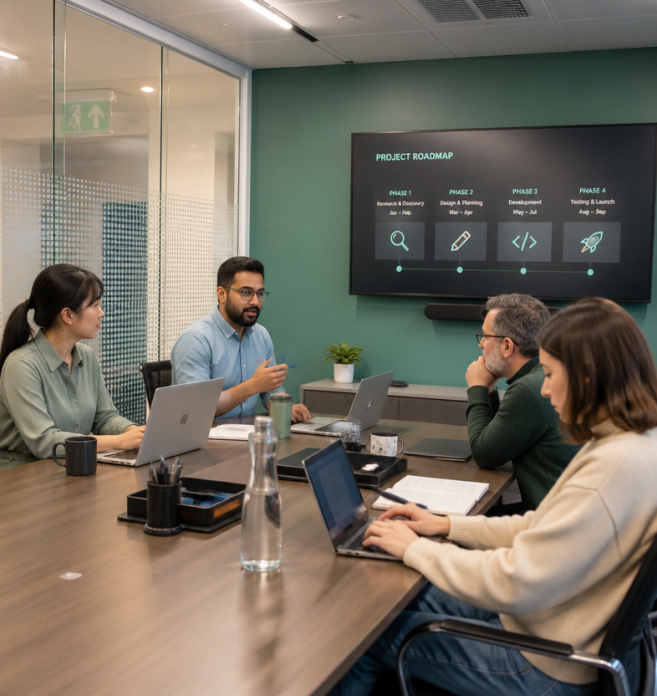 PROJECT ROADMAP
PHASE 1
Research & Discovery
Jan – Feb
PHASE 2
Design & Planning
Mar – Apr
PHASE 3
Development
May – Jul
PHASE 4
Testing & Launch
Aug – Sep